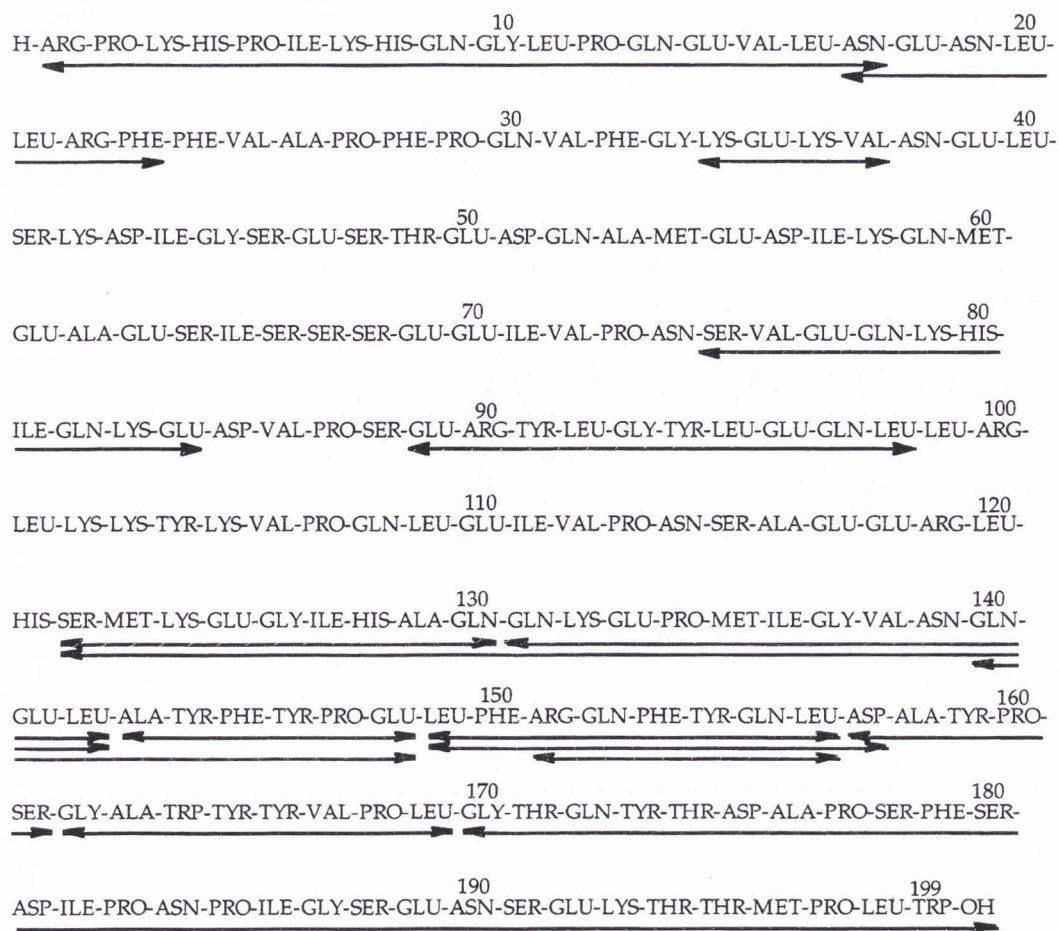 10 20
H-ARG-PRO-LYS-HIS-PRO-ILE-LYS-HIS-GLN-GLY-LEU-PRO-GLN-GLU-VAL-LEU-ASN-GLU-ASN-LEU-
30 40
LEU-ARG-PHE-PHE-VAL-ALA-PRO-PHE-PRO-GLN-VAL-PHE-GLY-LYS-GLU-LYS-VAL-ASN-GLU-LEU-
50 60
SER-LYS-ASP-ILE-GLY-SER-GLU-SER-THR-GLU-ASP-GLN-ALA-MET-GLU-ASP-ILE-LYS-GLN-MET-
70 80
GLU-ALA-GLU-SER-ILE-SER-SER-SER-GLU-GLU-ILE-VAL-PRO-ASN-SER-VAL-GLU-GLN-LYS-HIS-
90 100
ILE-GLN-LYS-GLU-ASP-VAL-PRO-SER-GLU-ARG-TYR-LEU-GLY-TYR-LEU-GLU-GLN-LEU-LEU-ARG-
110 120
LEU-LYS-LYS-TYR-LYS-VAL-PRO-GLN-LEU-GLU-ILE-VAL-PRO-ASN-SER-ALA-GLU-GLU-ARG-LEU-
130 140
HIS-SER-MET-LYS-GLU-GLY-ILE-HIS-ALA-GLN-GLN-LYS-GLU-PRO-MET-ILE-GLY-VAL-ASN-GLN-
150 160
GLU-LEU-ALA-TYR-PHE-TYR-PRO-GLU-LEU-PHE-ARG-GLN-PHE-TYR-GLN-LEU-ASP-ALA-TYR-PRO-
170 180
SER-GLY-ALA-TRP-TYR-TYR-VAL-PRO-LEU-GLY-THR-GLN-TYR-THR-ASP-ALA-PRO-SER-PHE-SER-
190 199
ASP-ILE-PRO-ASN-PRO-ILE-GLY-SER-GLU-ASN-SER-GLU-LYS-THR-THR-MET-PRO-LEU-TRP-OH